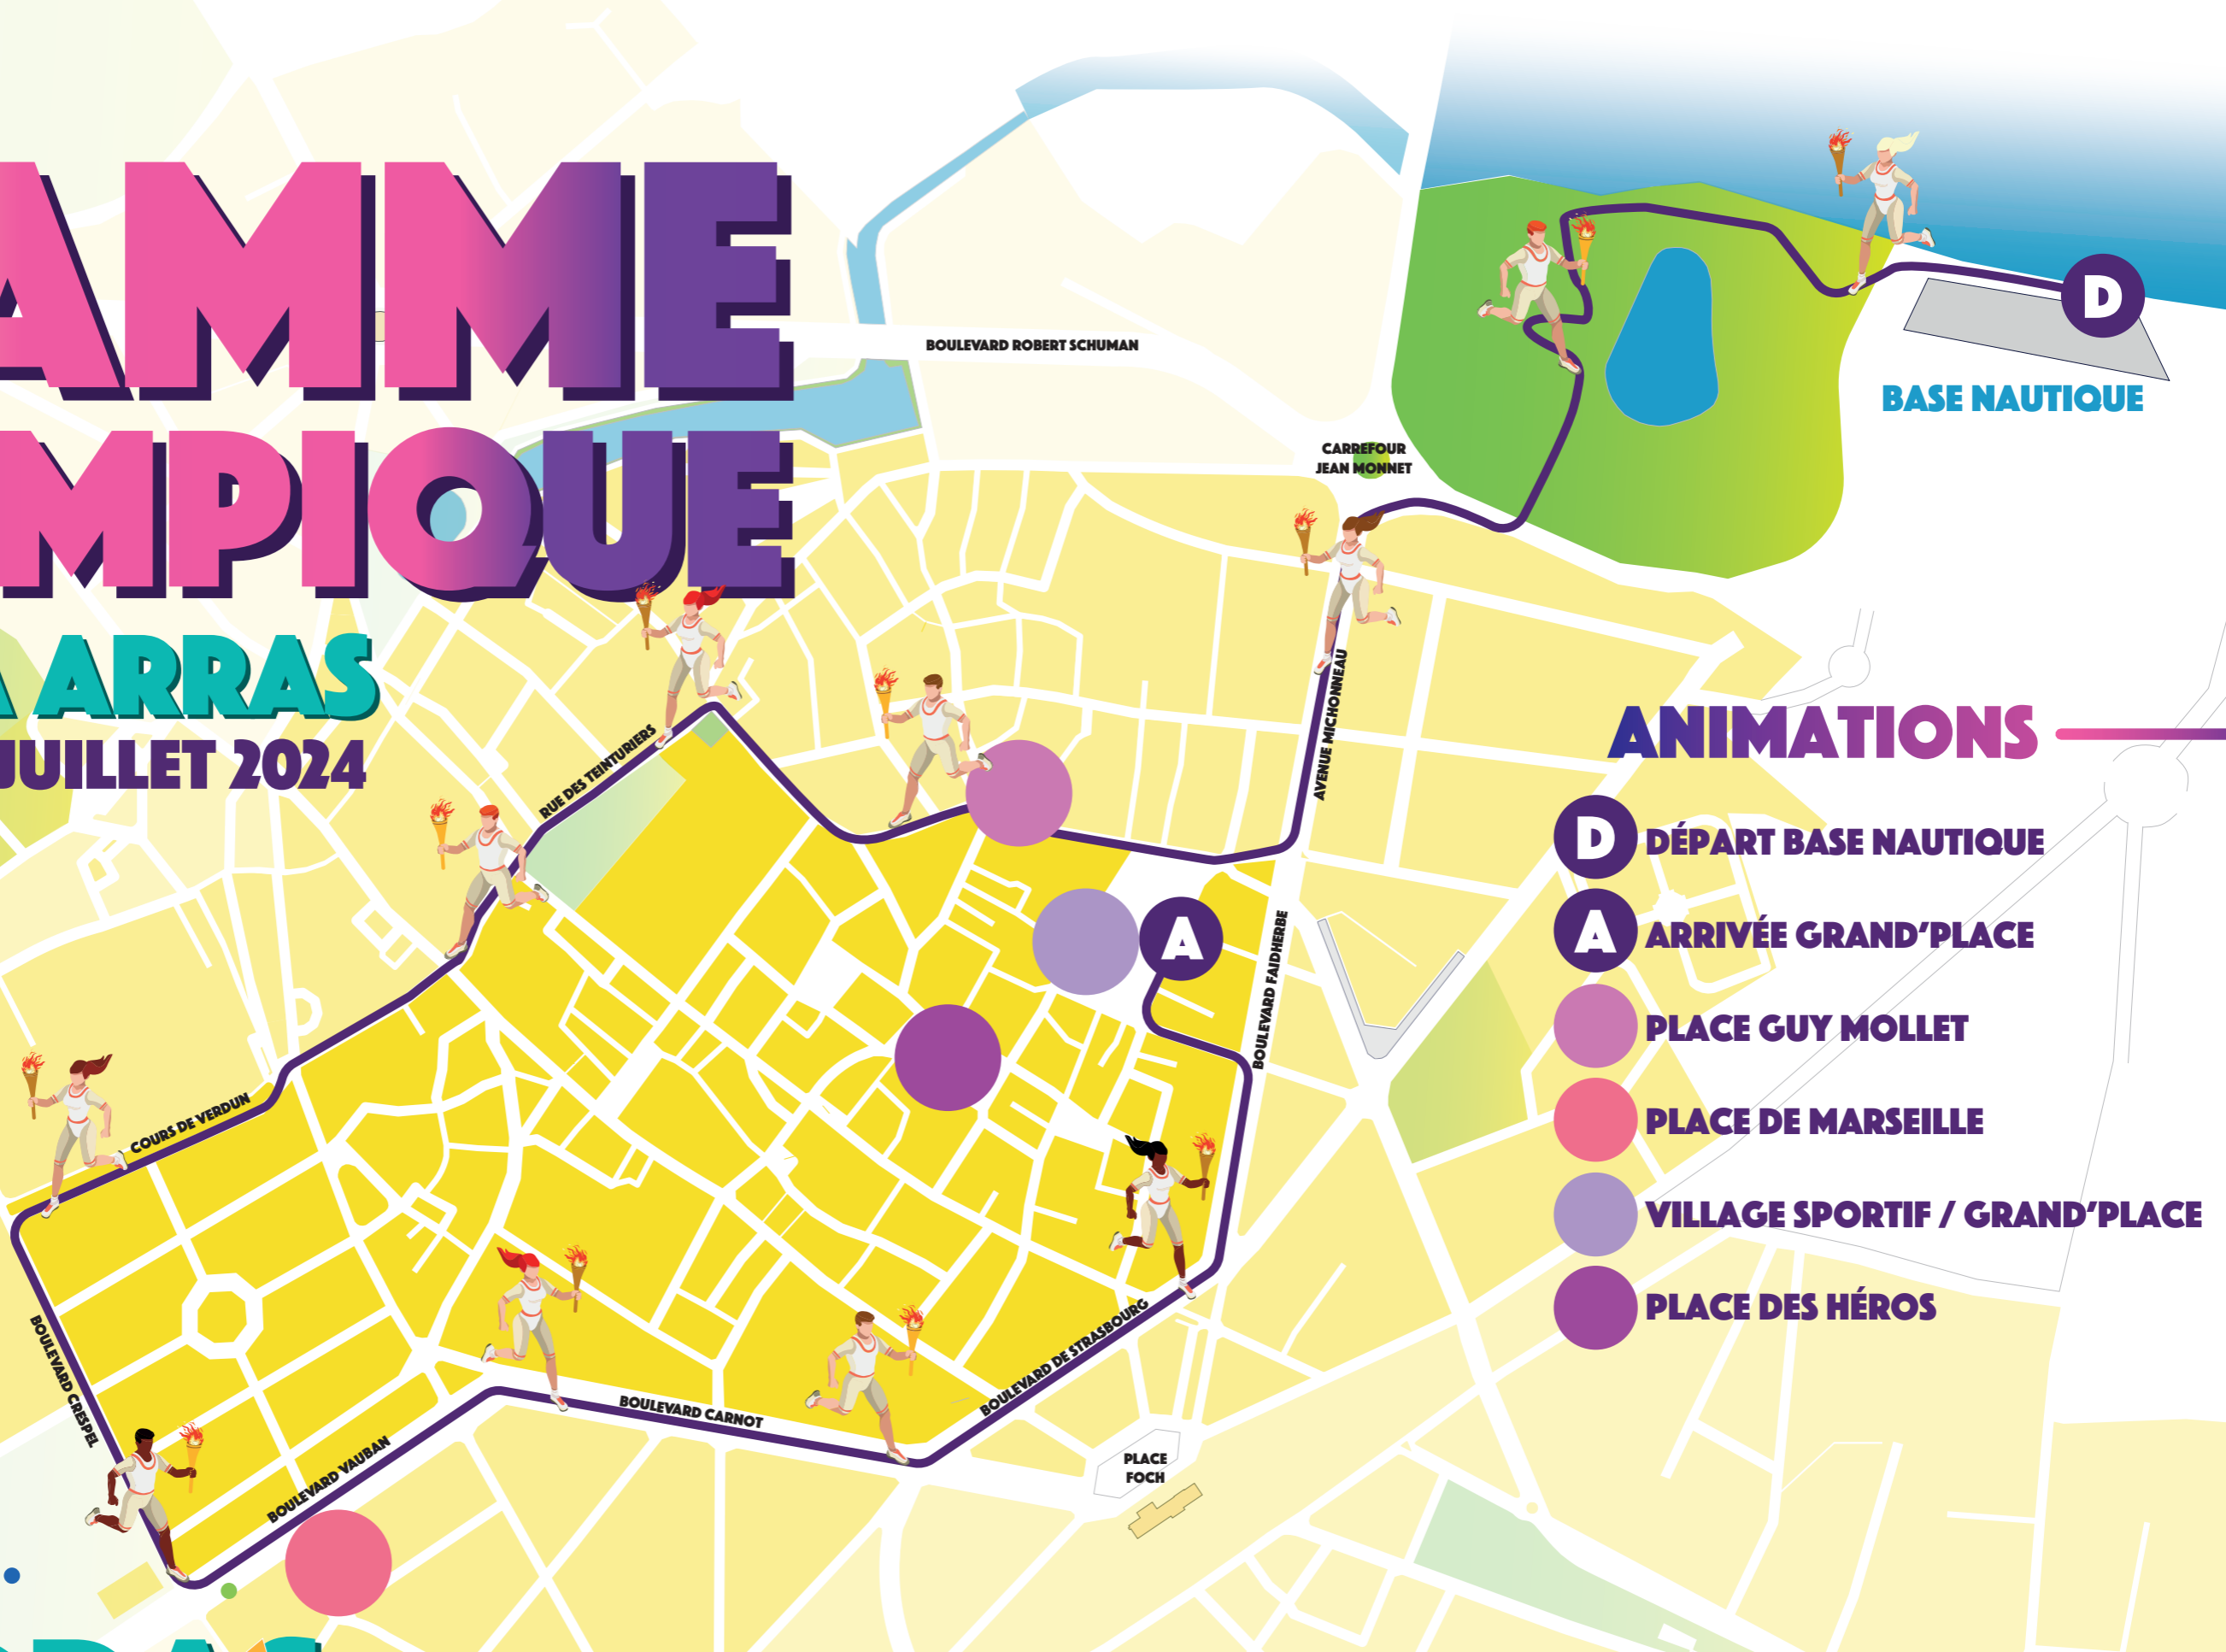 AMME
MPIQUE
À ARRAS
JUILLET 2024
BOULEVARD ROBERT SCHUMAN
D
BASE NAUTIQUE
CARREFOUR
JEAN MONNET
RUE DES TEINTURIERS
AVENUE MICHONNEAU
A
BOULEVARD FAIDHERBE
COURS DE VERDUN
BOULEVARD CRESPEL
BOULEVARD VAUBAN
BOULEVARD CARNOT
BOULEVARD DE STRASBOURG
PLACE
FOCH
ANIMATIONS
D DÉPART BASE NAUTIQUE
A ARRIVÉE GRAND'PLACE
PLACE GUY MOLLET
PLACE DE MARSEILLE
VILLAGE SPORTIF / GRAND'PLACE
PLACE DES HÉROS